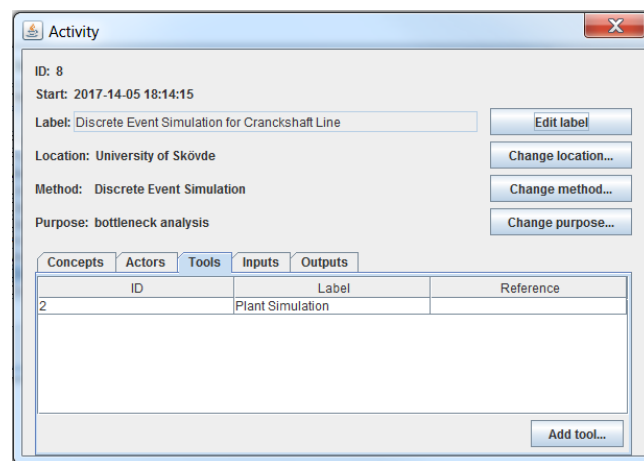 Activity
ID: 8
Start: 2017-14-05 18:14:15
Label: Discrete Event Simulation for Cranckshaft Line Edit label
Location: University of Skövde Change location...
Method: Discrete Event Simulation Change method...
Purpose: bottleneck analysis Change purpose...
Concepts Actors Tools Inputs Outputs
ID Label Reference
2 Plant Simulation
Add tool...